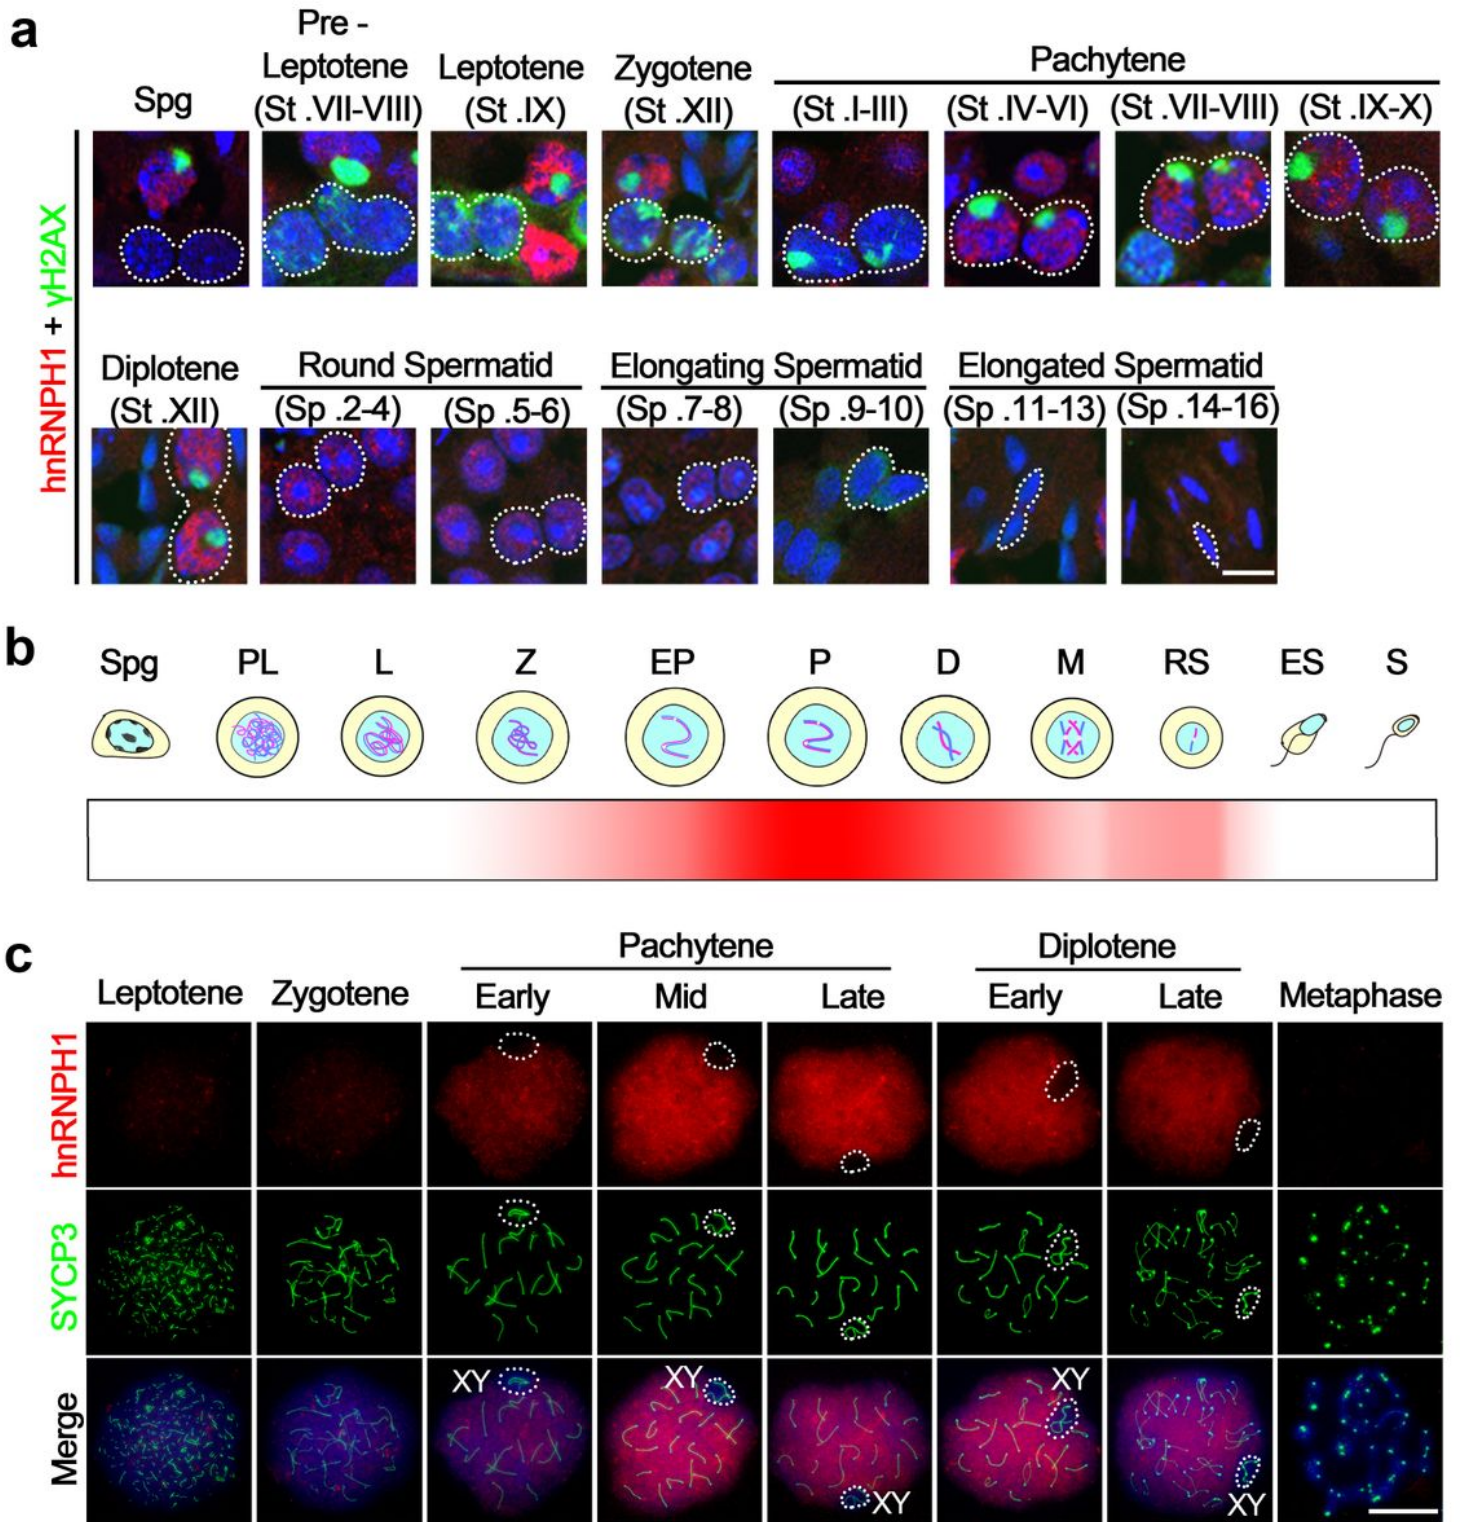 a
Pre -
Leptotene
(St .VII-VIII)
Spg
Leptotene
(St .IX)
Zygotene
(St .XII)
Pachytene
(St .I-III)
(St .IV-VI)
(St .VII-VIII)
(St .IX-X)
hnRNPH1 + γH2AX
Diplotene
(St .XII)
Round Spermatid
(Sp .2-4)
(Sp .5-6)
Elongating Spermatid
(Sp .7-8)
(Sp .9-10)
Elongated Spermatid
(Sp .11-13)
(Sp .14-16)
b
Spg PL L Z EP P D M RS ES S
c
Pachytene
Diplotene
Leptotene
Zygotene
Early
Mid
Late
Early
Late
Metaphase
hnRNPH1
SYCP3
Merge
XY
XY
XY
XY
XY